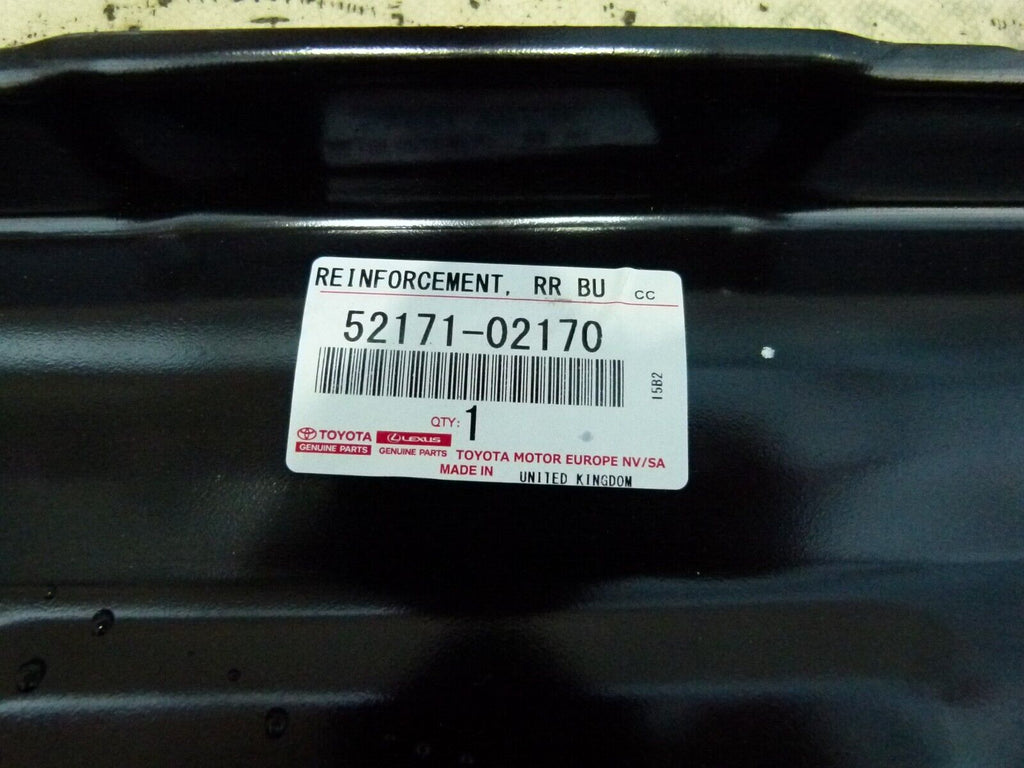 REINFORCEMENT, RR BU CC
52171-02170
15B2
QTY: 1
TOYOTA LEXUS
GENUINE PARTS GENUINE PARTS TOYOTA MOTOR EUROPE NV/SA
MADE IN UNITED KINGDOM